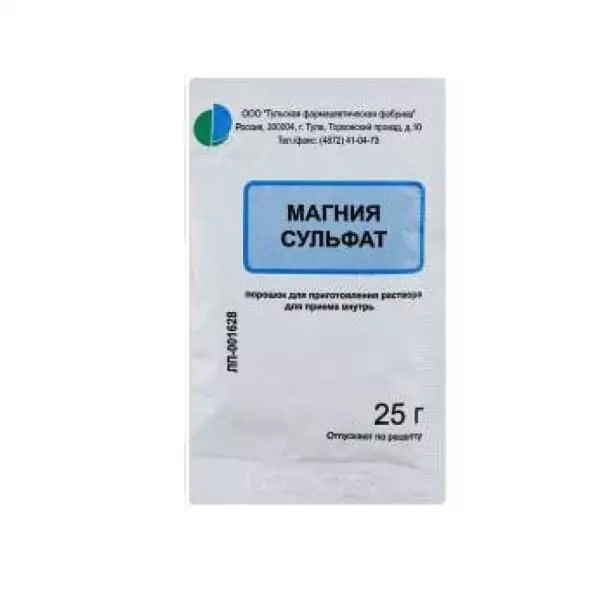 ООО "Тульская фармацевтическая фабрика"
Россия, 300004, г. Тула, Торховский проезд, д.10
Тел./факс: (4872) 41-04-73
МАГНИЯ
СУЛЬФАТ
порошок для приготовления раствора
для приема внутрь
ЛП-001628
25 г
Отпускают по рецепту